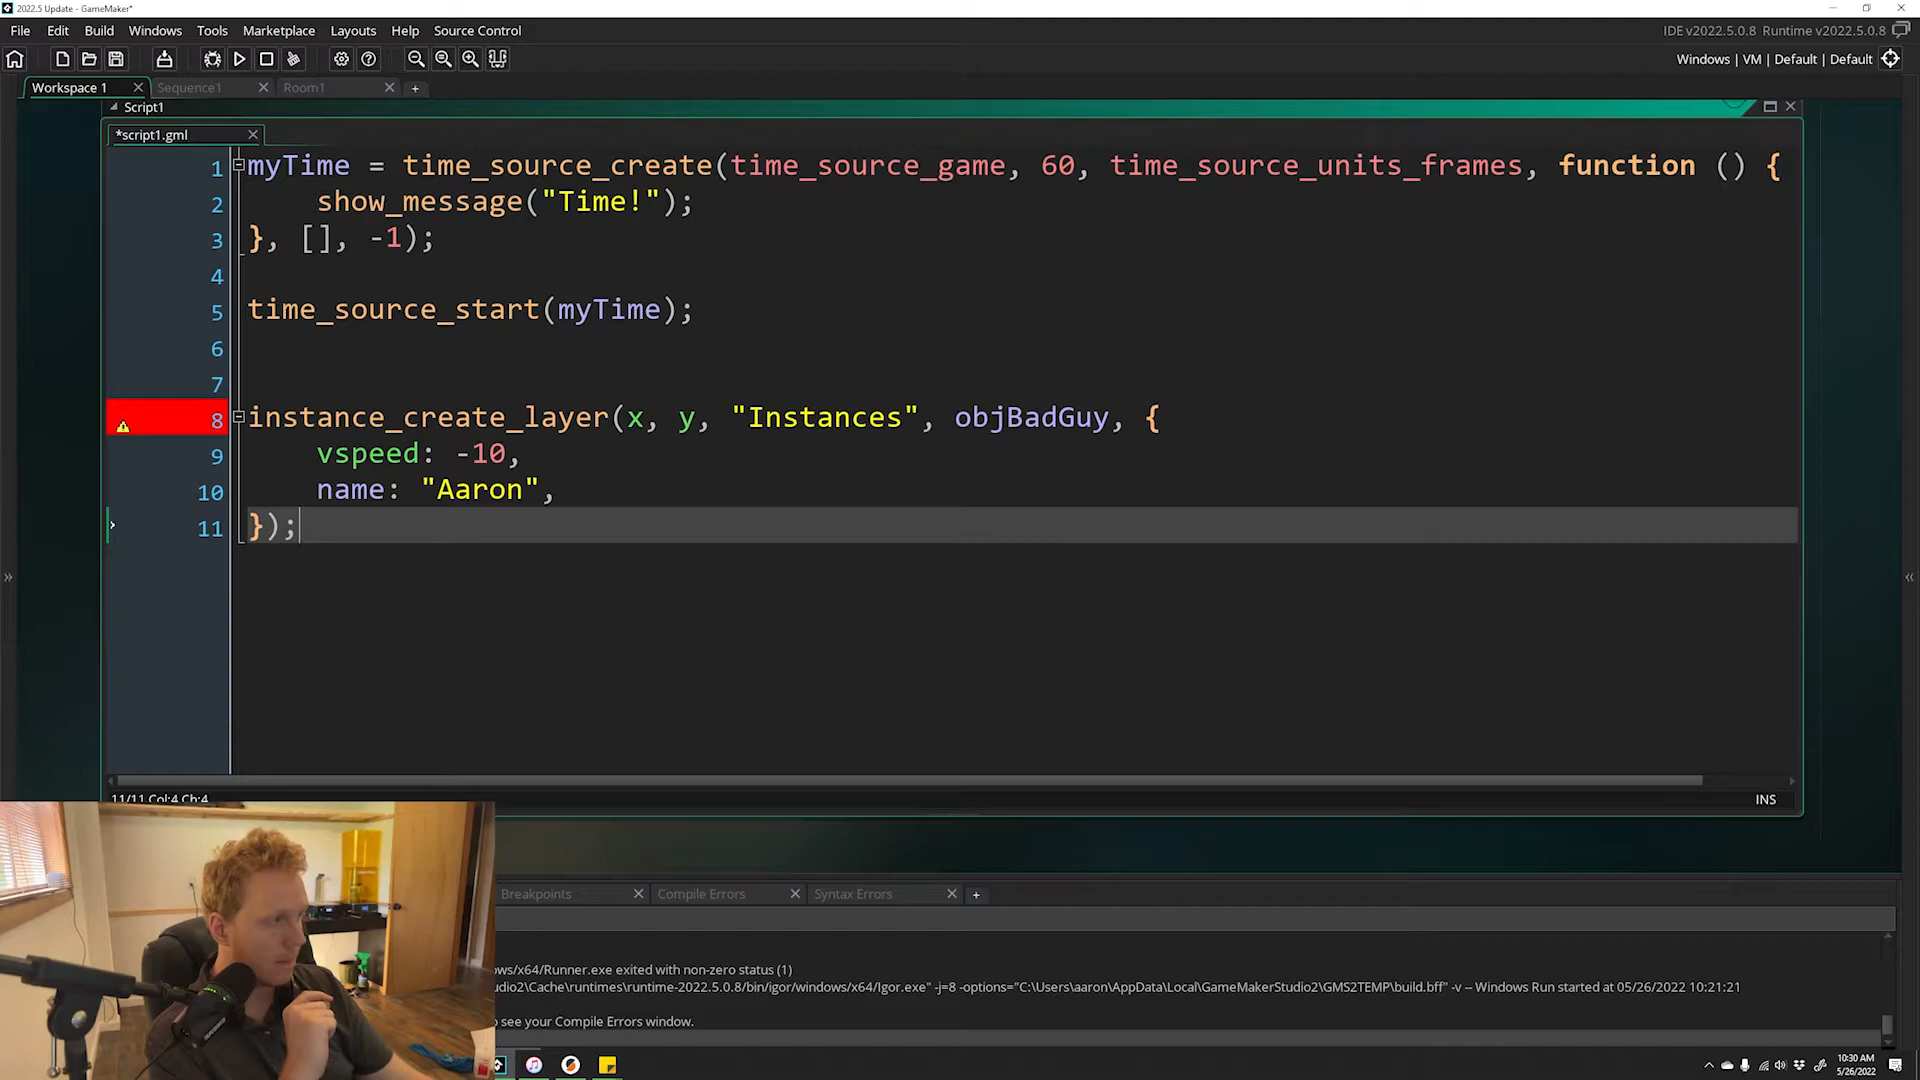 2022.5 Update - GameMaker*
File Edit Build Windows Tools Marketplace Layouts Help Source Control
IDE v2022.5.0.8 Runtime v2022.5.0.8
Windows | VM | Default | Default
Workspace 1 Sequence1 Room1 +
Script1
*script1.gml
1 myTime = time_source_create(time_source_game, 60, time_source_units_frames, function () {
2 show_message("Time!");
3 }, [], -1);
4
5 time_source_start(myTime);
6
7
8 instance_create_layer(x, y, "Instances", objBadGuy, {
9 vspeed: -10,
10 name: "Aaron",
11 });
11/11 Col:4 Ch:4
INS
Breakpoints Compile Errors Syntax Errors +
ws/x64/Runner.exe exited with non-zero status (1)
udio2\Cache\runtimes\runtime-2022.5.0.8/bin/igor/windows/x64/Igor.exe" -j=8 -options="C:\Users\aaron\AppData\Local\GameMakerStudio2\GMS2TEMP\build.bff" -v -- Windows Run started at 05/26/2022 10:21:21
o see your Compile Errors window.
10:30 AM
5/26/2022